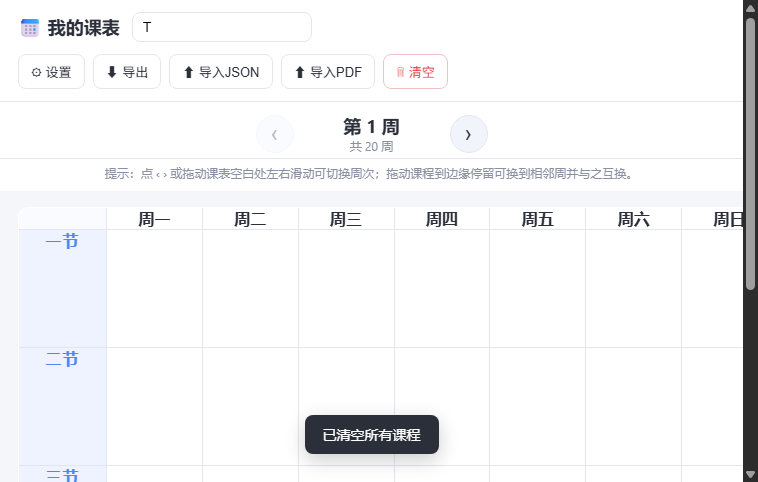 我的课表 T
设置 导出 导入JSON 导入PDF 清空
‹ 第 1 周 ›
共 20 周
提示：点 ‹ › 或拖动课表空白处左右滑动可切换周次；拖动课程到边缘停留可换到相邻周并与之互换。
周一 周二 周三 周四 周五 周六 周日
一节
二节
已清空所有课程
三节